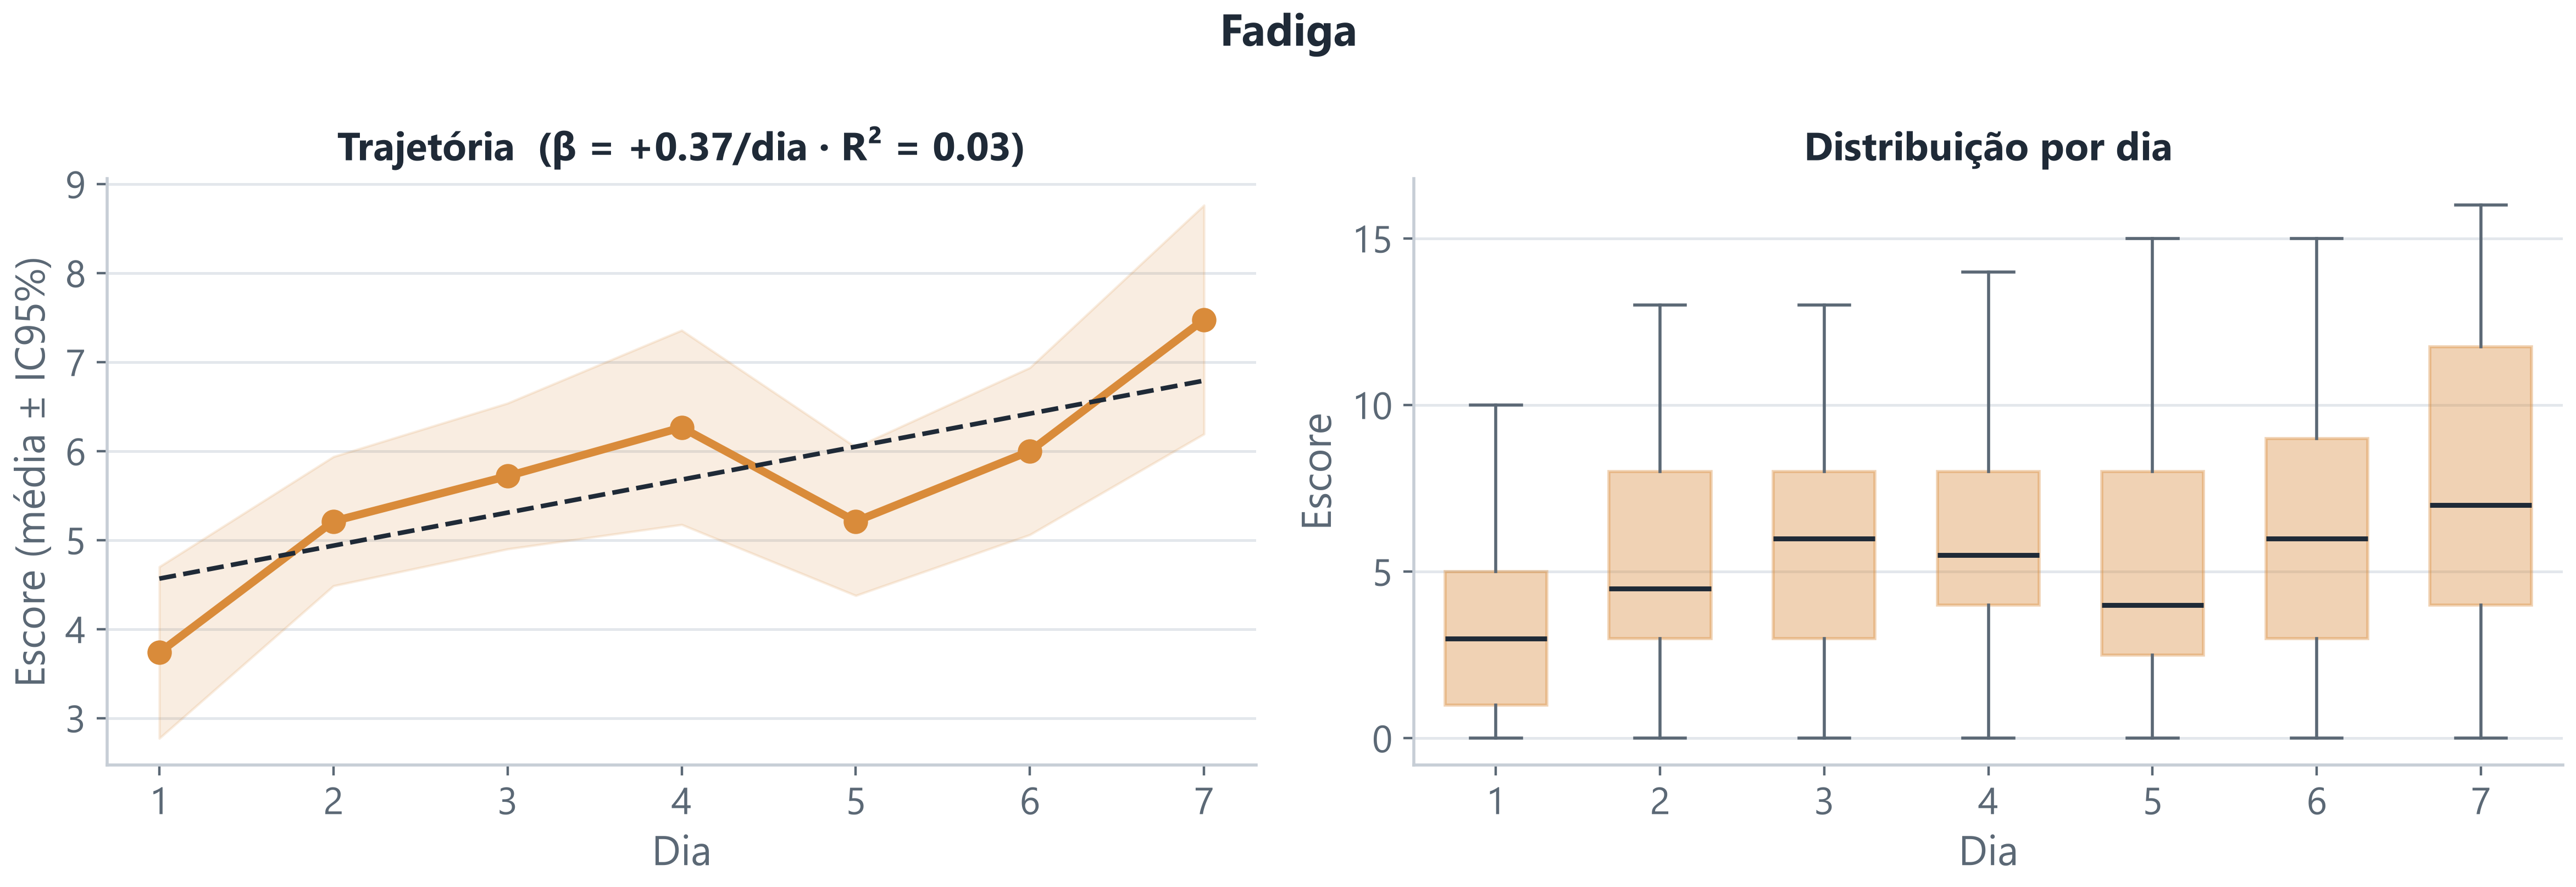 Fadiga
Trajetória (β = +0.37/dia · R² = 0.03)
Escore (média ± IC95%)
9
8
7
6
5
4
3
1 2 3 4 5 6 7
Dia
Distribuição por dia
Escore
15
10
5
0
1 2 3 4 5 6 7
Dia